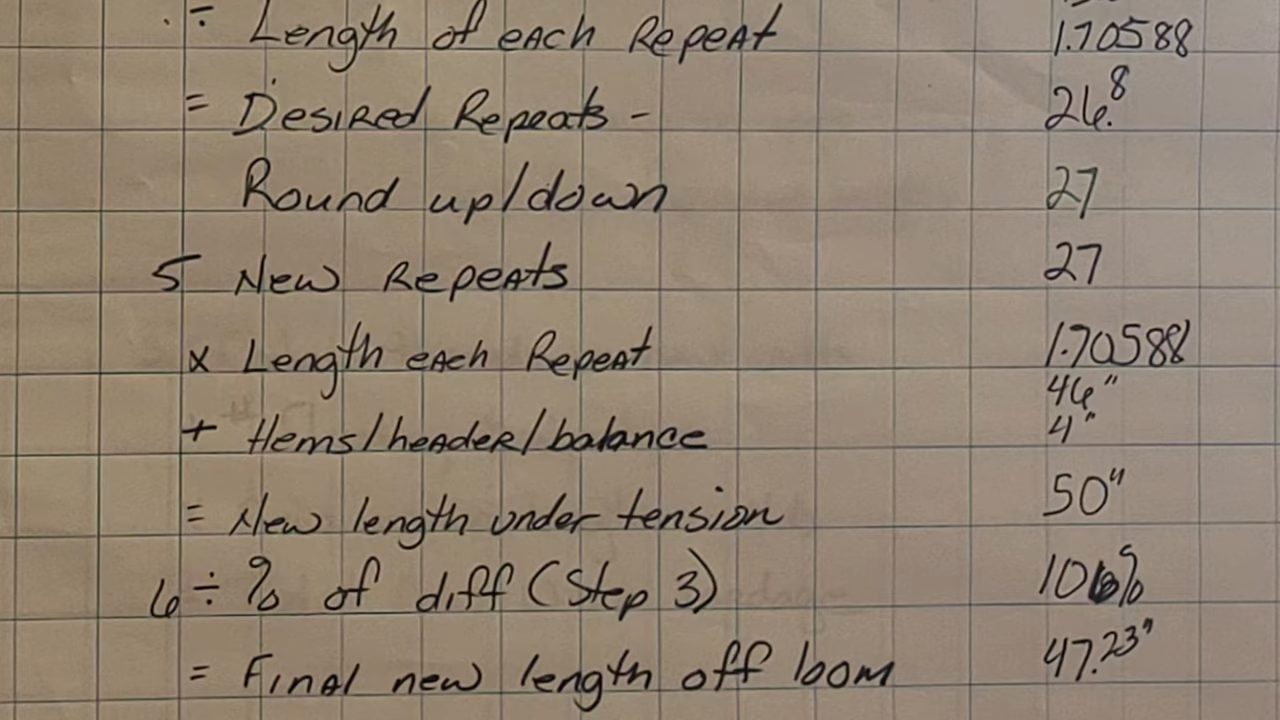 ÷ Length of each Repeat 1.70588
= Desired Repeats - 26.8
Round up/down 27
5 New Repeats 27
x Length each Repeat 1.70588
46"
+ Hems/header/balance 4"
= New length under tension 50"
6 ÷ % of diff (Step 3)
= Final new length off loom 47.23"